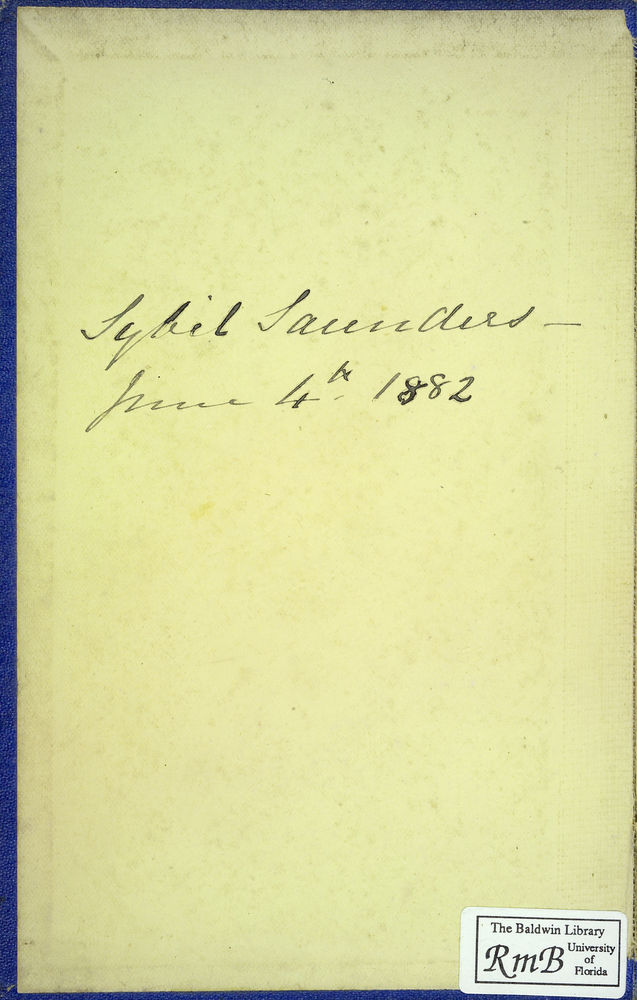 Sybil Saunders —
June 4th. 1882
The Baldwin Library
RmB University
of
Florida